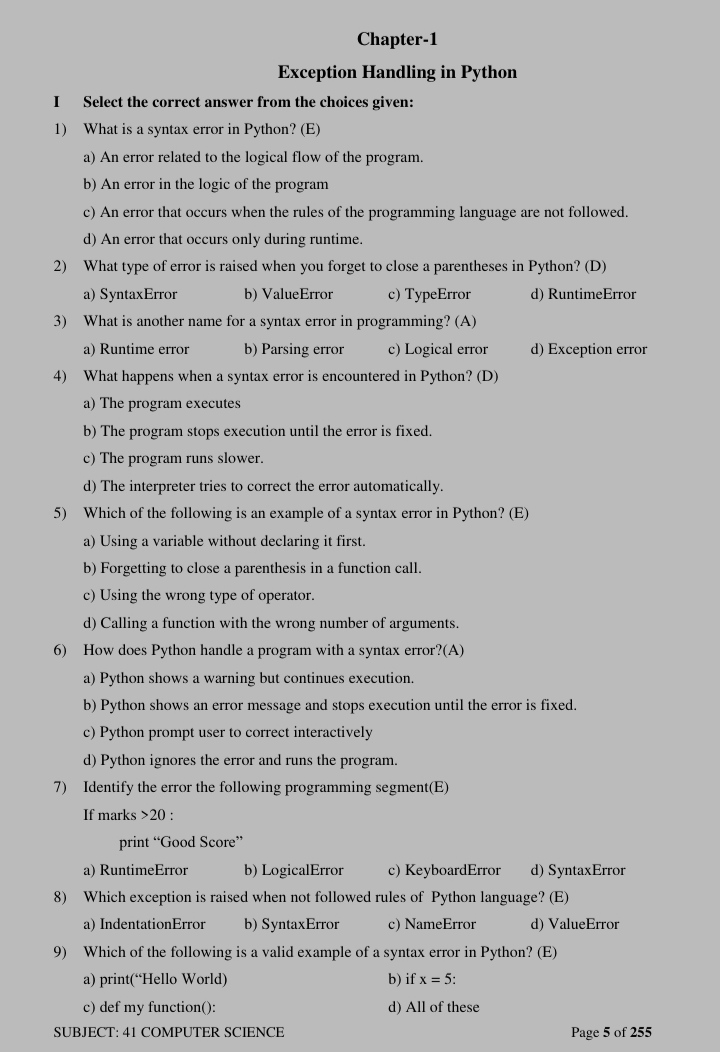 Chapter-1
Exception Handling in Python
I Select the correct answer from the choices given:
1) What is a syntax error in Python? (E)
a) An error related to the logical flow of the program.
b) An error in the logic of the program
c) An error that occurs when the rules of the programming language are not followed.
d) An error that occurs only during runtime.
2) What type of error is raised when you forget to close a parentheses in Python? (D)
a) SyntaxError b) ValueError c) TypeError d) RuntimeError
3) What is another name for a syntax error in programming? (A)
a) Runtime error b) Parsing error c) Logical error d) Exception error
4) What happens when a syntax error is encountered in Python? (D)
a) The program executes
b) The program stops execution until the error is fixed.
c) The program runs slower.
d) The interpreter tries to correct the error automatically.
5) Which of the following is an example of a syntax error in Python? (E)
a) Using a variable without declaring it first.
b) Forgetting to close a parenthesis in a function call.
c) Using the wrong type of operator.
d) Calling a function with the wrong number of arguments.
6) How does Python handle a program with a syntax error?(A)
a) Python shows a warning but continues execution.
b) Python shows an error message and stops execution until the error is fixed.
c) Python prompt user to correct interactively
d) Python ignores the error and runs the program.
7) Identify the error the following programming segment(E)
If marks >20 :
print “Good Score”
a) RuntimeError b) LogicalError c) KeyboardError d) SyntaxError
8) Which exception is raised when not followed rules of Python language? (E)
a) IndentationError b) SyntaxError c) NameError d) ValueError
9) Which of the following is a valid example of a syntax error in Python? (E)
a) print(“Hello World) b) if x = 5:
c) def my function(): d) All of these
SUBJECT: 41 COMPUTER SCIENCE Page 5 of 255